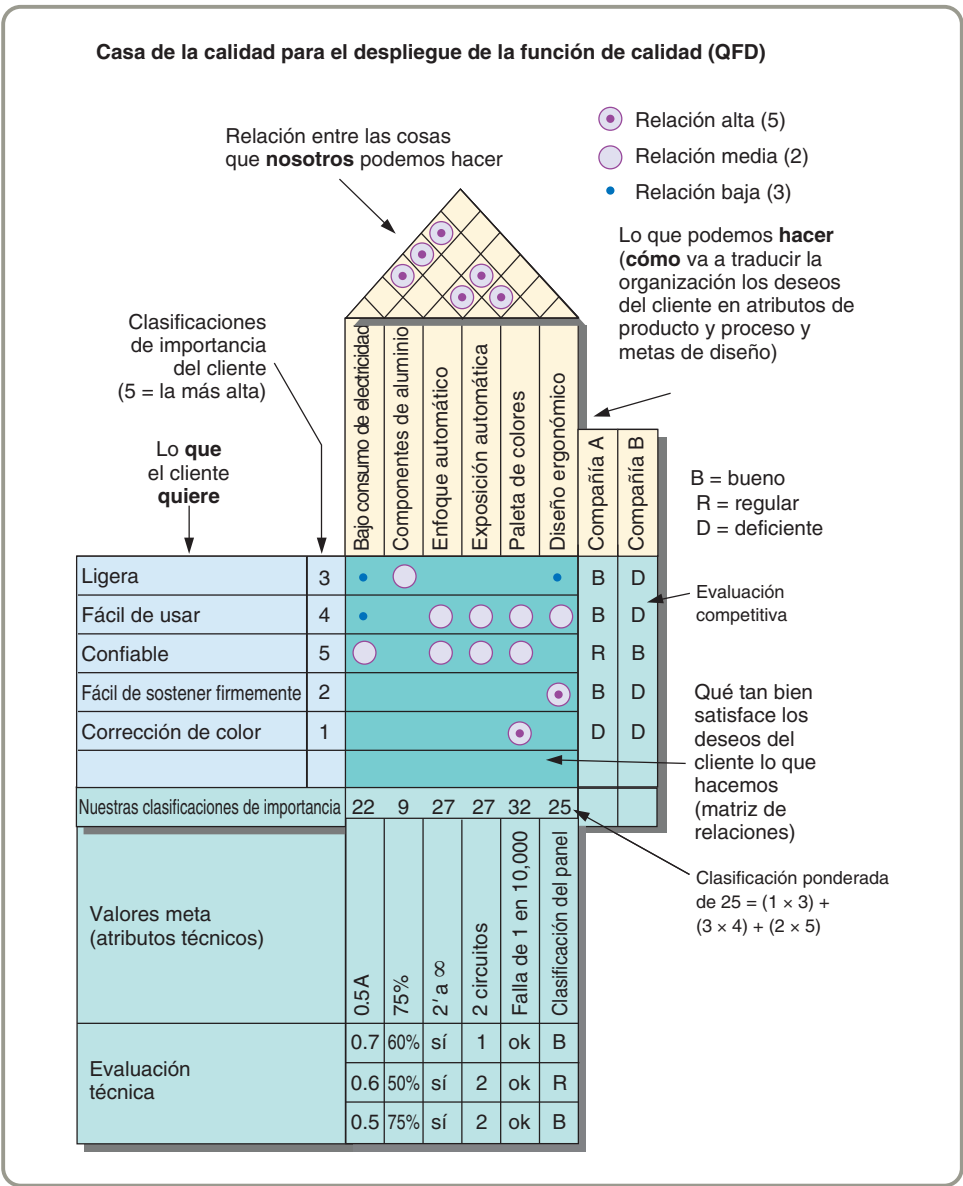 Casa de la calidad para el despliegue de la función de calidad (QFD)
Relación alta (5)
Relación media (2)
Relación baja (3)
Relación entre las cosas
que nosotros podemos hacer
Lo que podemos hacer
(cómo va a traducir la
organización los deseos
del cliente en atributos de
producto y proceso y
metas de diseño)
Clasificaciones
de importancia
del cliente
(5 = la más alta)
Lo que
el cliente
quiere
Bajo consumo de electricidad
Componentes de aluminio
Enfoque automático
Exposición automática
Paleta de colores
Diseño ergonómico
Compañía A
Compañía B
B = bueno
R = regular
D = deficiente
Ligera 3 B D
Fácil de usar 4 B D
Confiable 5 R B
Fácil de sostener firmemente 2 B D
Corrección de color 1 D D
Evaluación
competitiva
Qué tan bien
satisface los
deseos del
cliente lo que
hacemos
(matriz de
relaciones)
Nuestras clasificaciones de importancia 22 9 27 27 32 25
Clasificación ponderada
de 25 = (1 × 3) +
(3 × 4) + (2 × 5)
Valores meta
(atributos técnicos)
0.5 A
75%
2′ a ∞
2 circuitos
Falla de 1 en 10,000
Clasificación del panel
Evaluación
técnica
0.7 60% sí 1 ok B
0.6 50% sí 2 ok R
0.5 75% sí 2 ok B